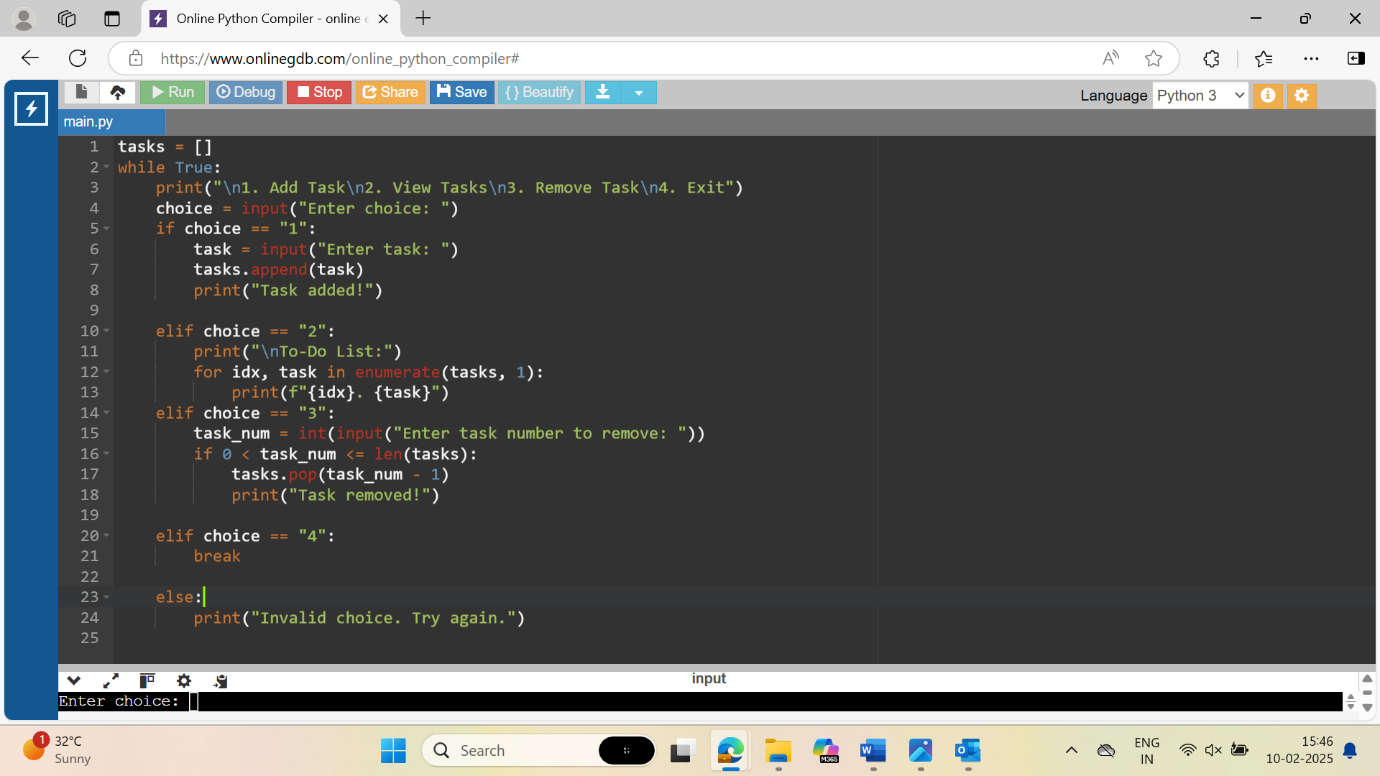 Online Python Compiler - online e
https://www.onlinegdb.com/online_python_compiler#
Run Debug Stop Share Save {} Beautify Language Python 3
main.py
1 tasks = []
2 while True:
3     print("\n1. Add Task\n2. View Tasks\n3. Remove Task\n4. Exit")
4     choice = input("Enter choice: ")
5     if choice == "1":
6         task = input("Enter task: ")
7         tasks.append(task)
8         print("Task added!")
9
10     elif choice == "2":
11         print("\nTo-Do List:")
12         for idx, task in enumerate(tasks, 1):
13             print(f"{idx}. {task}")
14     elif choice == "3":
15         task_num = int(input("Enter task number to remove: "))
16         if 0 < task_num <= len(tasks):
17             tasks.pop(task_num - 1)
18             print("Task removed!")
19
20     elif choice == "4":
21         break
22
23     else:
24         print("Invalid choice. Try again.")
25
input
Enter choice:
1 32°C
Sunny
Search
M365
ENG
IN
15:46
10-02-2025